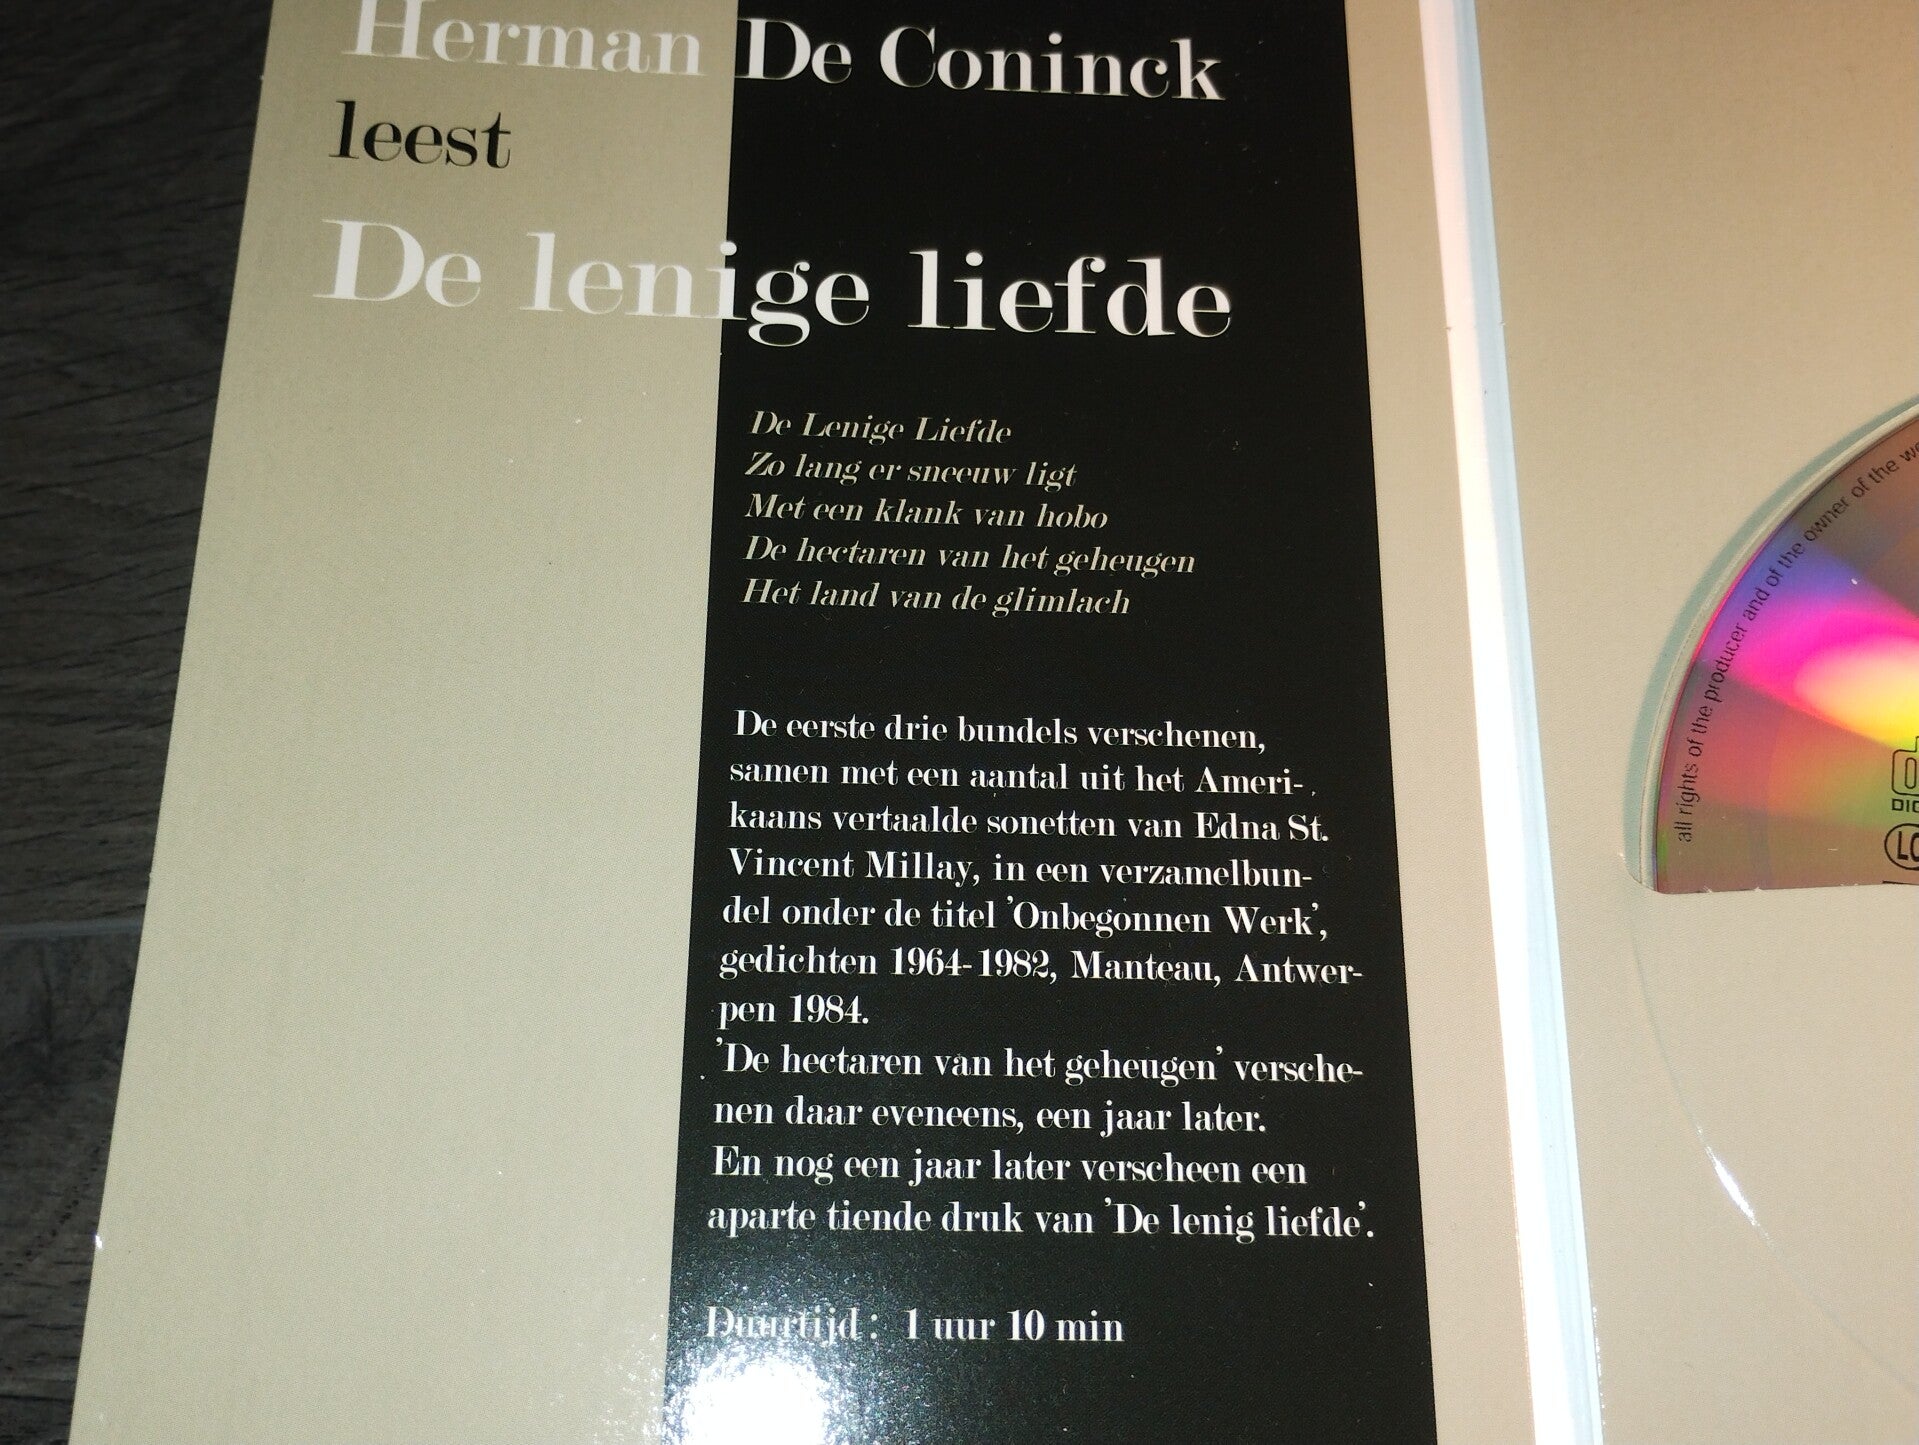 Herman De Coninck
leest
De lenige liefde
De Lenige Liefde
Zo lang er sneeuw ligt
Met een klank van hobo
De hectaren van het geheugen
Het land van de glimlach
De eerste drie bundels verschenen,
samen met een aantal uit het Ameri-
kaans vertaalde sonetten van Edna St.
Vincent Millay, in een verzamelbun-
del onder de titel 'Onbegonnen Werk',
gedichten 1964-1982, Manteau, Antwer-
pen 1984.
'De hectaren van het geheugen' versche-
nen daar eveneens, een jaar later.
En nog een jaar later verscheen een
aparte tiende druk van 'De lenig liefde'.
Duurtijd : 1 uur 10 min
all rights of the producer and of the owner of the